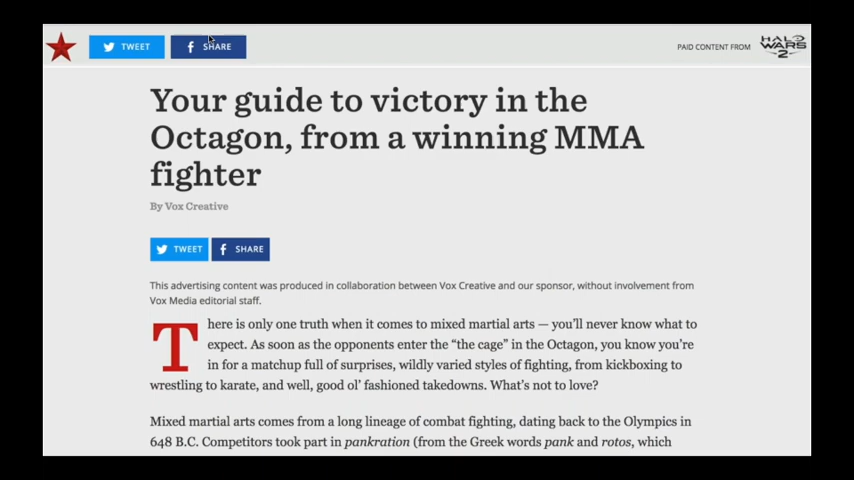 TWEET SHARE PAID CONTENT FROM HALO WARS 2
Your guide to victory in the
Octagon, from a winning MMA
fighter
By Vox Creative
TWEET SHARE
This advertising content was produced in collaboration between Vox Creative and our sponsor, without involvement from
Vox Media editorial staff.
There is only one truth when it comes to mixed martial arts — you'll never know what to
expect. As soon as the opponents enter the “the cage” in the Octagon, you know you're
in for a matchup full of surprises, wildly varied styles of fighting, from kickboxing to
wrestling to karate, and well, good ol' fashioned takedowns. What's not to love?
Mixed martial arts comes from a long lineage of combat fighting, dating back to the Olympics in
648 B.C. Competitors took part in pankration (from the Greek words pank and rotos, which